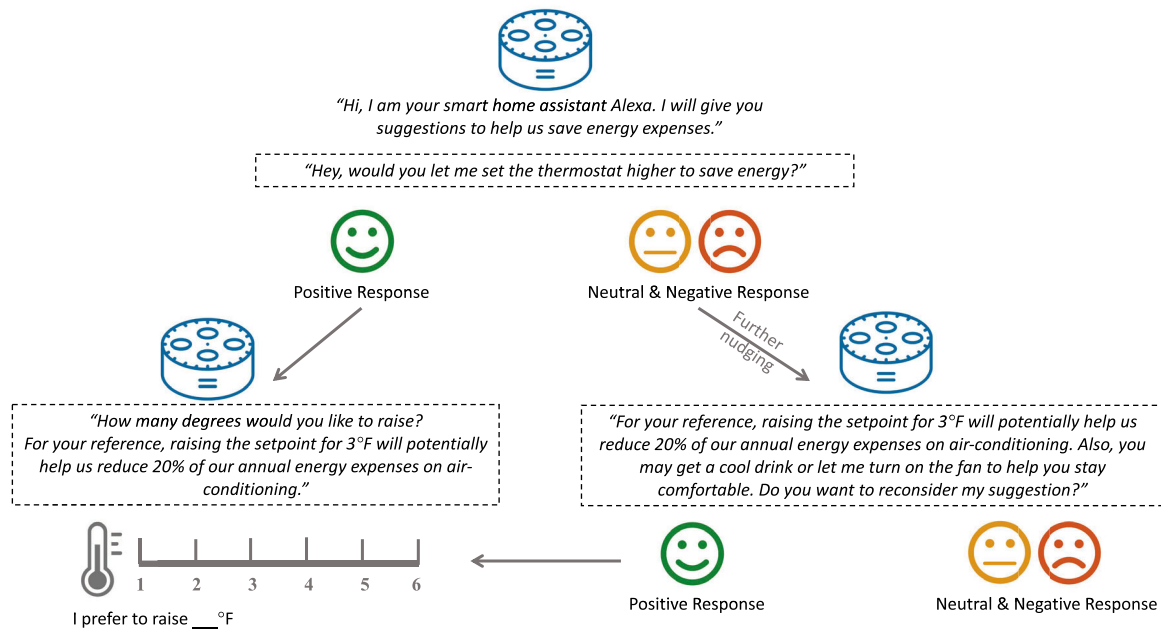 “Hi, I am your smart home assistant Alexa. I will give you
suggestions to help us save energy expenses.”
“Hey, would you let me set the thermostat higher to save energy?”
Positive Response
Neutral & Negative Response
Further
nudging
“How many degrees would you like to raise?
For your reference, raising the setpoint for 3°F will potentially
help us reduce 20% of our annual energy expenses on air-
conditioning.”
“For your reference, raising the setpoint for 3°F will potentially help us
reduce 20% of our annual energy expenses on air-conditioning. Also, you
may get a cool drink or let me turn on the fan to help you stay
comfortable. Do you want to reconsider my suggestion?”
1 2 3 4 5 6
I prefer to raise ___°F
Positive Response
Neutral & Negative Response